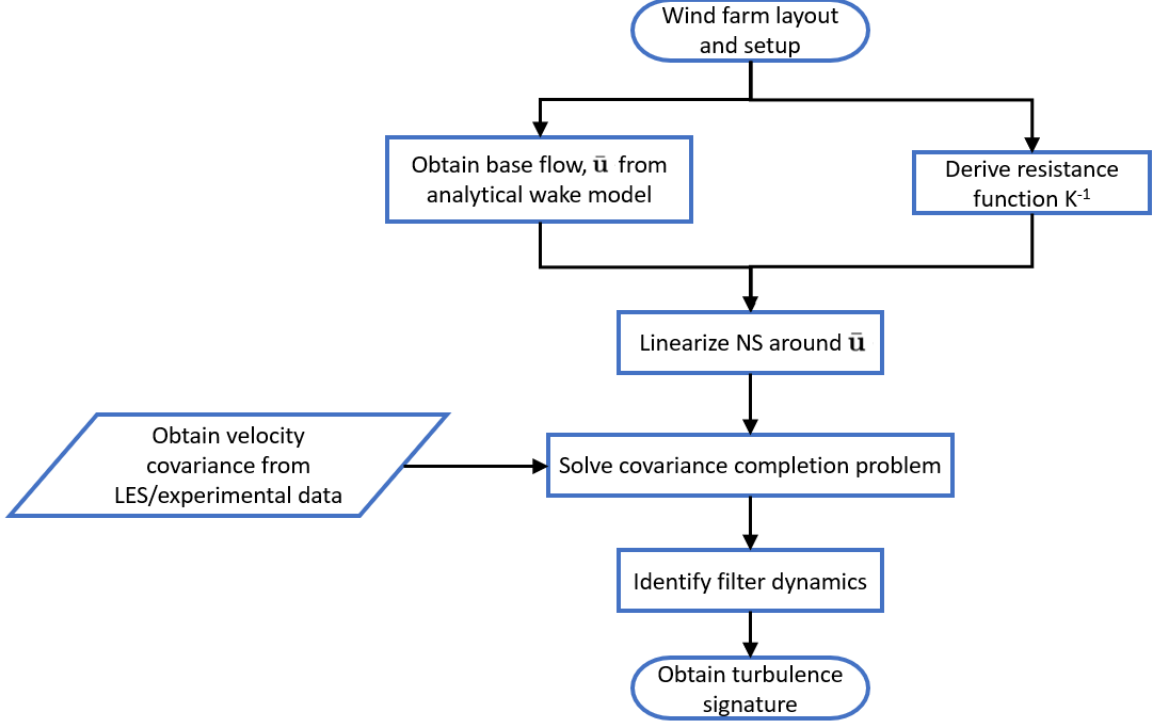 Wind farm layout
and setup
Obtain base flow, ū from
analytical wake model
Derive resistance
function K⁻¹
Linearize NS around ū
Obtain velocity
covariance from
LES/experimental data
Solve covariance completion problem
Identify filter dynamics
Obtain turbulence
signature